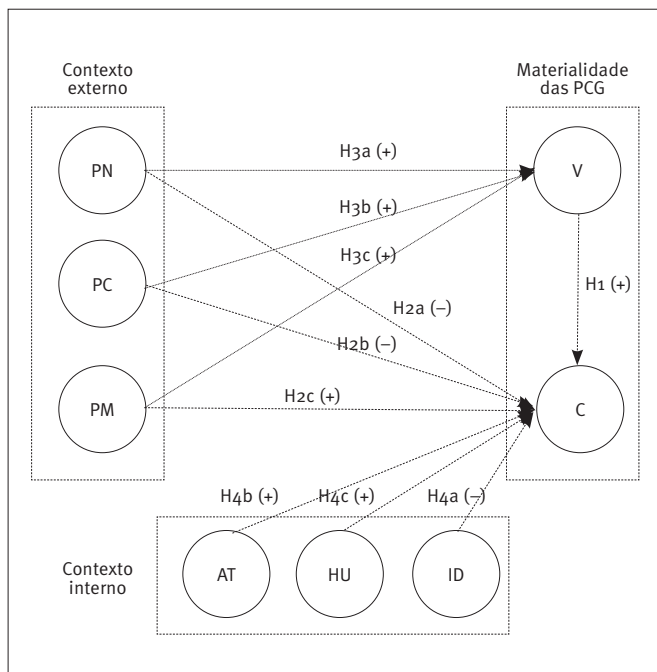 Contexto
externo
Materialidade
das PCG
PN
H3a (+)
V
H3b (+)
H3c (+)
PC
H2a (–)
H1 (+)
H2b (–)
PM
H2c (+)
C
H4b (+)
H4c (+)
H4a (–)
Contexto
interno
AT
HU
ID